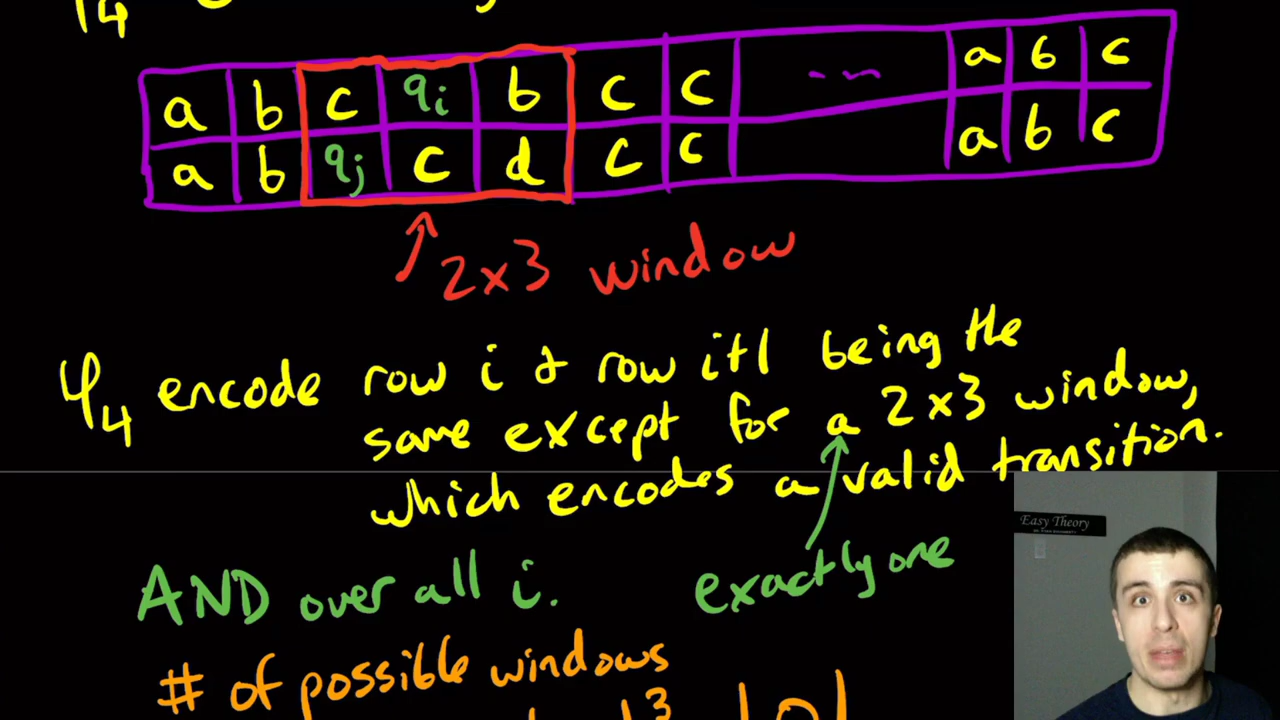 φ4
a b c qi b c c --- a b c
a b qj c d c c a b c
2x3 window
φ4 encode row i & row i+1 being the
same except for a 2x3 window,
which encodes a valid transition.
Easy Theory
AND over all i. exactly one
# of possible windows